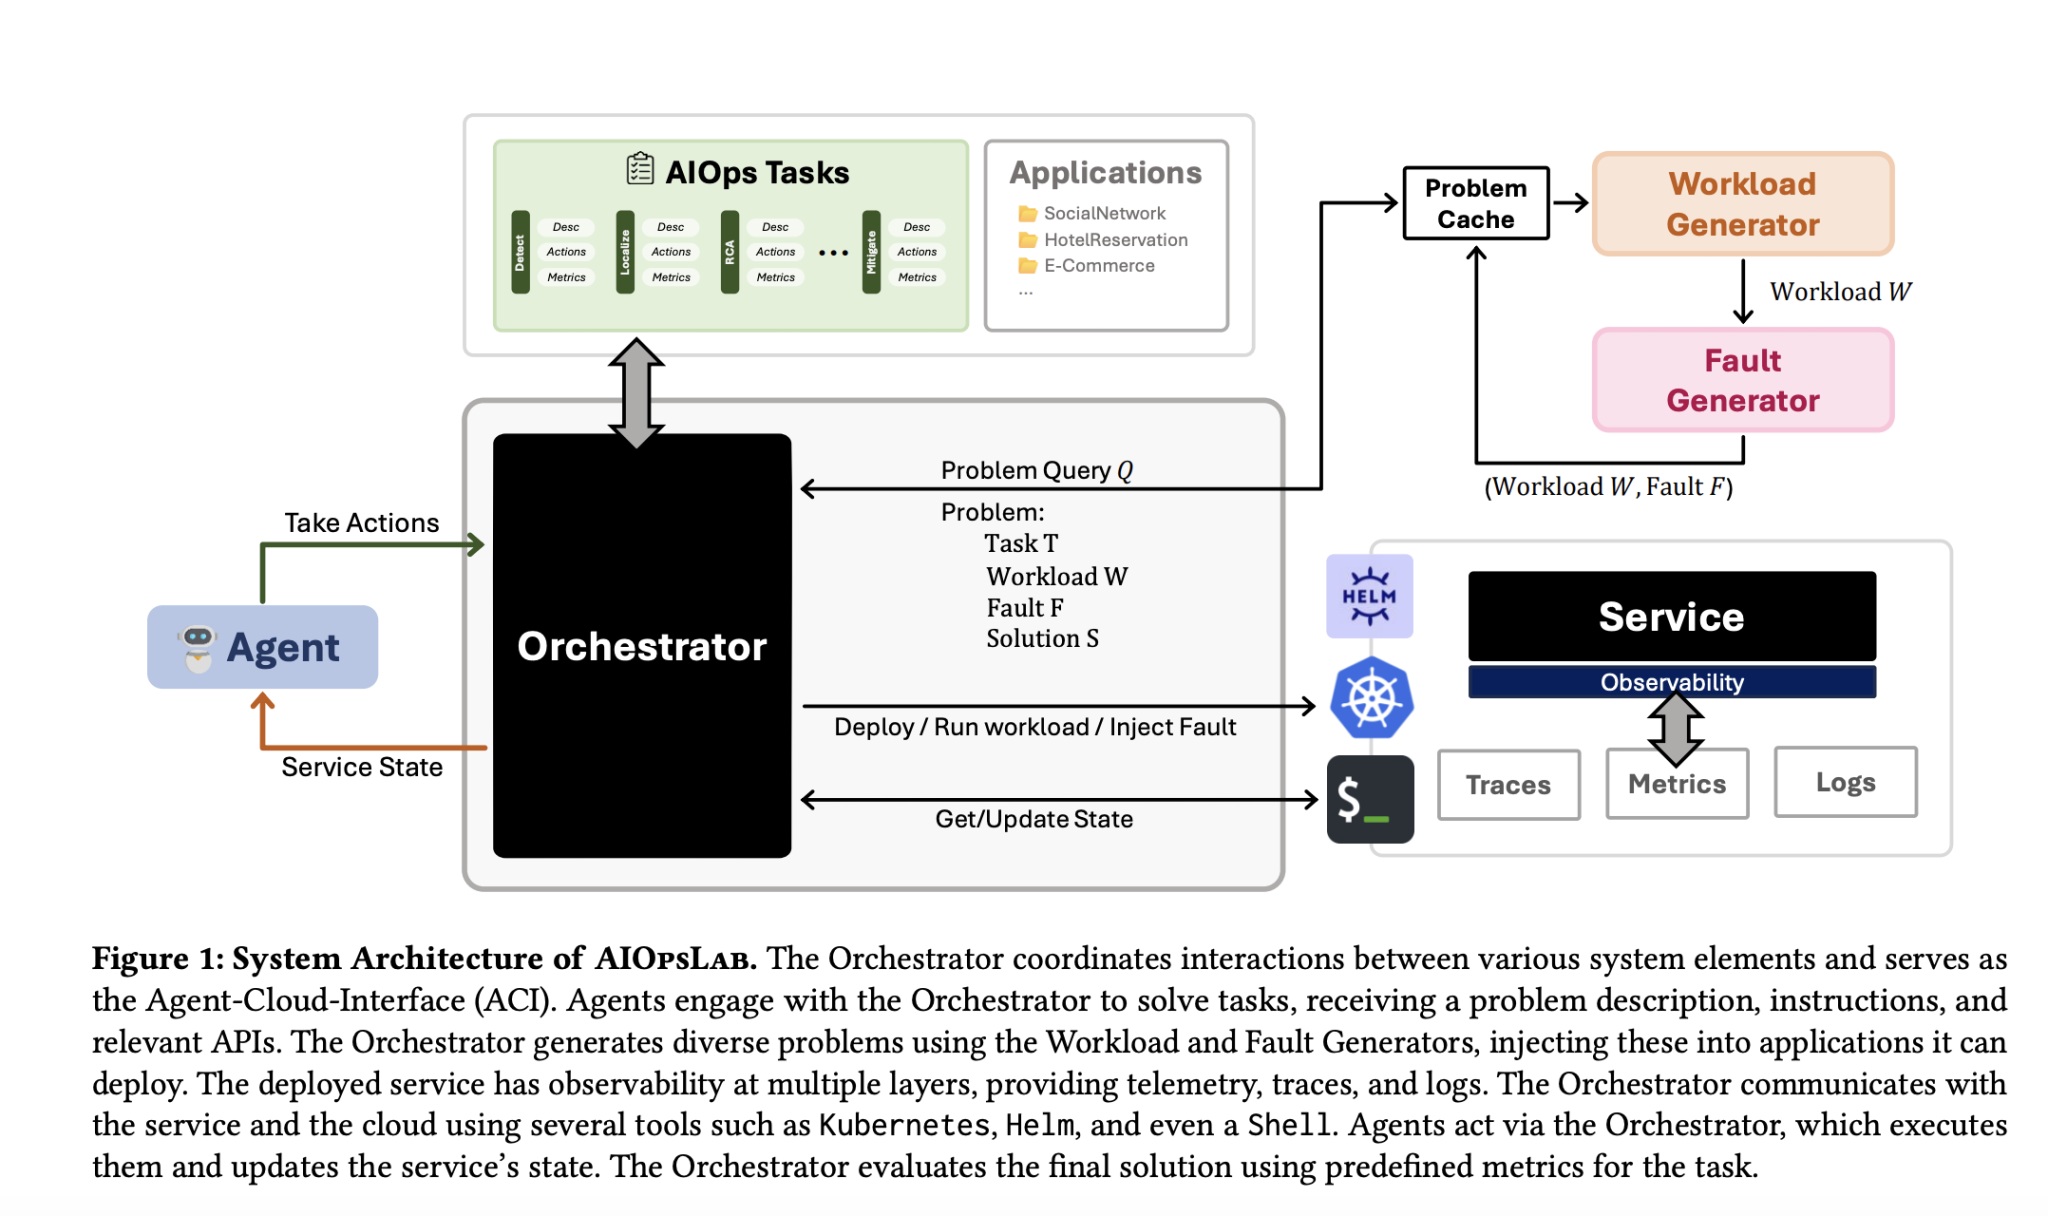 AIOps Tasks
Detect
Desc
Actions
Metrics
Localize
Desc
Actions
Metrics
RCA
Desc
Actions
Metrics
•••
Mitigate
Desc
Actions
Metrics
Applications
SocialNetwork
HotelReservation
E-Commerce
...
Problem
Cache
Workload
Generator
Workload W
Fault
Generator
(Workload W, Fault F)
Orchestrator
Problem Query Q
Problem:
Task T
Workload W
Fault F
Solution S
Take Actions
Agent
Service State
Deploy / Run workload / Inject Fault
Get/Update State
HELM
$_
Service
Observability
Traces
Metrics
Logs
Figure 1: System Architecture of AIOpsLab. The Orchestrator coordinates interactions between various system elements and serves as
the Agent-Cloud-Interface (ACI). Agents engage with the Orchestrator to solve tasks, receiving a problem description, instructions, and
relevant APIs. The Orchestrator generates diverse problems using the Workload and Fault Generators, injecting these into applications it can
deploy. The deployed service has observability at multiple layers, providing telemetry, traces, and logs. The Orchestrator communicates with
the service and the cloud using several tools such as Kubernetes, Helm, and even a Shell. Agents act via the Orchestrator, which executes
them and updates the service's state. The Orchestrator evaluates the final solution using predefined metrics for the task.